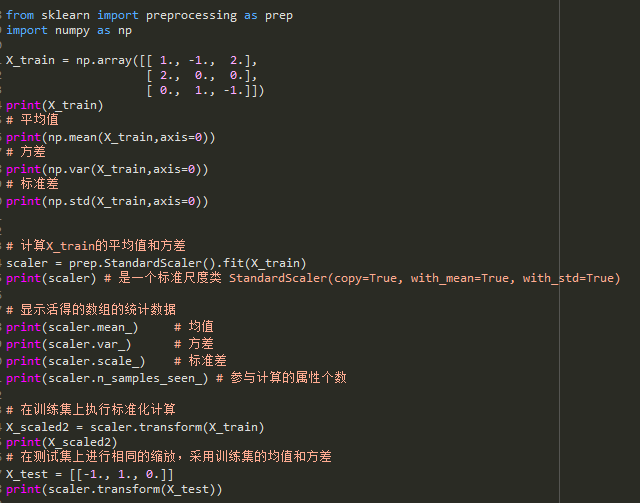 from sklearn import preprocessing as prep
import numpy as np
X_train = np.array([[ 1., -1.,  2.],
                    [ 2.,  0.,  0.],
                    [ 0.,  1., -1.]])
print(X_train)
# 平均值
print(np.mean(X_train,axis=0))
# 方差
print(np.var(X_train,axis=0))
# 标准差
print(np.std(X_train,axis=0))
# 计算X_train的平均值和方差
scaler = prep.StandardScaler().fit(X_train)
print(scaler) # 是一个标准尺度类 StandardScaler(copy=True, with_mean=True, with_std=True)
# 显示活得的数组的统计数据
print(scaler.mean_)     # 均值
print(scaler.var_)      # 方差
print(scaler.scale_)    # 标准差
print(scaler.n_samples_seen_) # 参与计算的属性个数
# 在训练集上执行标准化计算
X_scaled2 = scaler.transform(X_train)
print(X_scaled2)
# 在测试集上进行相同的缩放，采用训练集的均值和方差
X_test = [[-1., 1., 0.]]
print(scaler.transform(X_test))